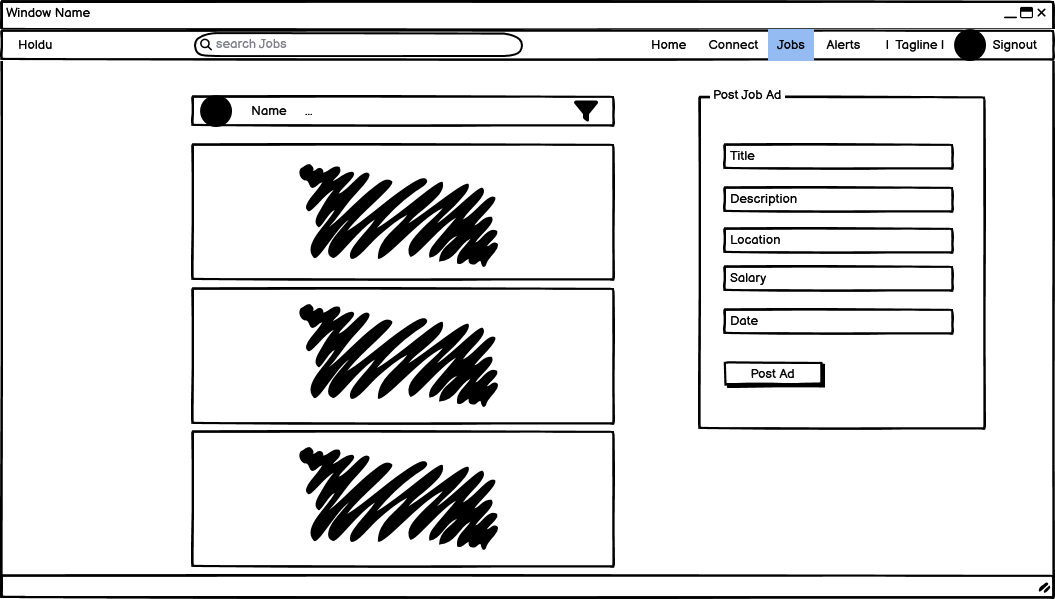 Window Name
Holdu search Jobs Home Connect Jobs Alerts | Tagline | Signout
Name ...
Post Job Ad
Title
Description
Location
Salary
Date
Post Ad